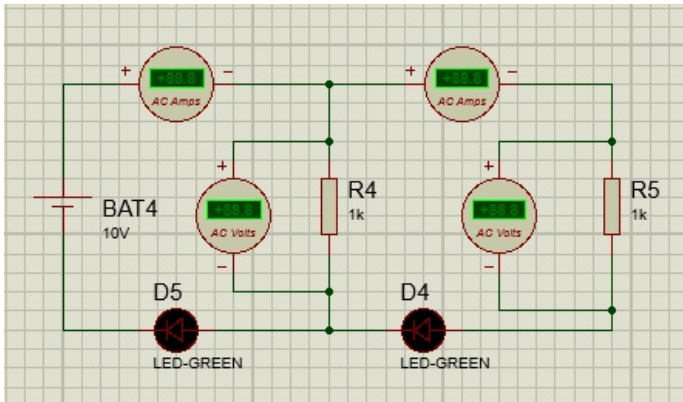 + − + −
+88.8 +88.8
AC Amps AC Amps
+ +
R4 R5
BAT4 +88.8 +88.8
1k 1k
10V AC Volts AC Volts
− −
D5 D4
LED-GREEN LED-GREEN